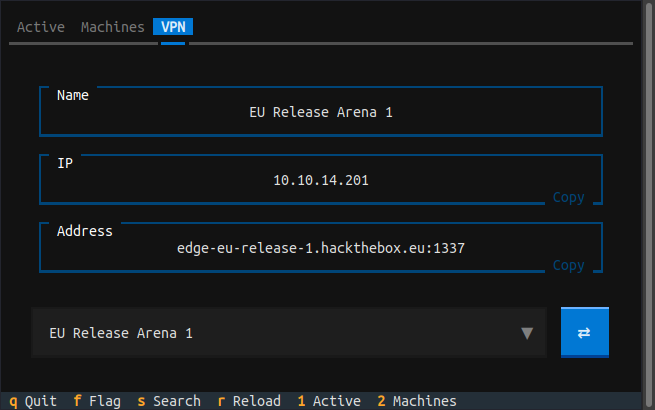 Active Machines VPN
Name
EU Release Arena 1
IP
10.10.14.201
Copy
Address
edge-eu-release-1.hackthebox.eu:1337
Copy
EU Release Arena 1 ▼ ⇄
q Quit f Flag s Search r Reload 1 Active 2 Machines